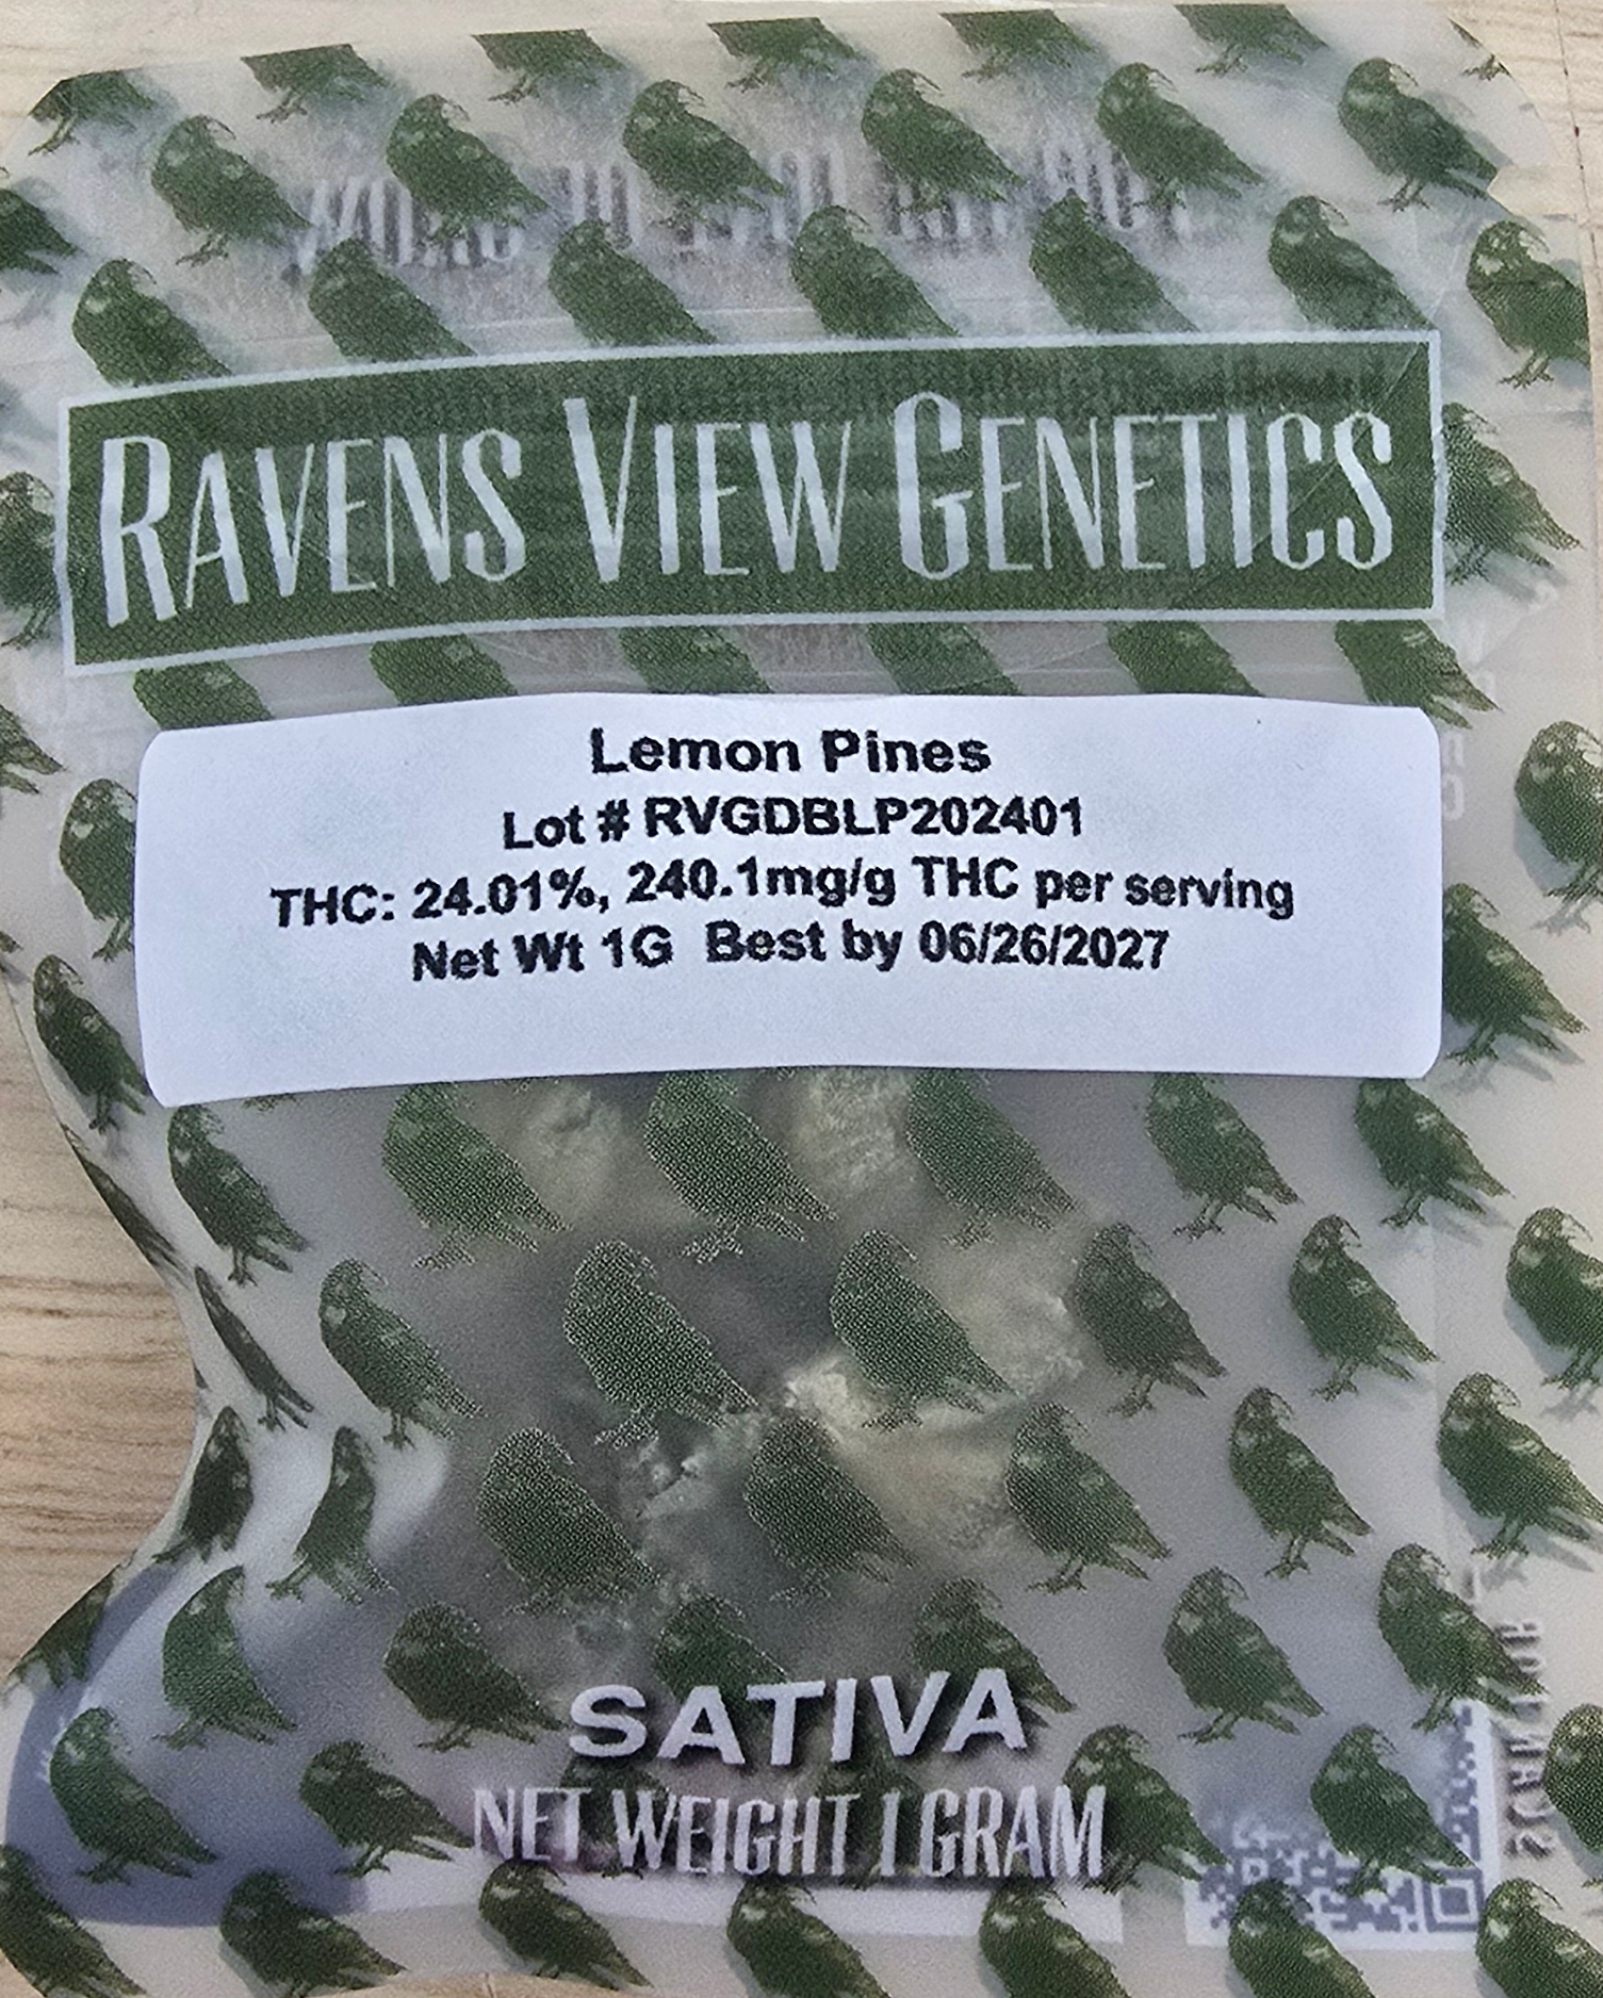 RAVENS VIEW GENETICS
Lemon Pines
Lot # RVGDBLP202401
THC: 24.01%, 240.1mg/g THC per serving
Net Wt 1G Best by 06/26/2027
SATIVA
NET WEIGHT 1 GRAM